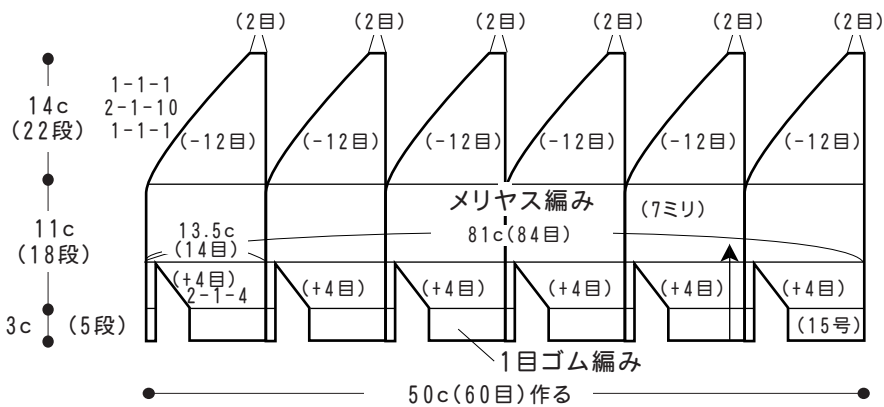 (2目) (2目) (2目) (2目) (2目) (2目)
14c
(22段)
1-1-1
2-1-10
1-1-1
(-12目) (-12目) (-12目) (-12目) (-12目) (-12目)
メリヤス編み
(7ミリ)
11c
(18段)
13.5c
(14目)
81c(84目)
(+4目) (+4目) (+4目) (+4目) (+4目) (+4目)
2-1-4
3c (5段)
(15号)
1目ゴム編み
50c(60目)作る